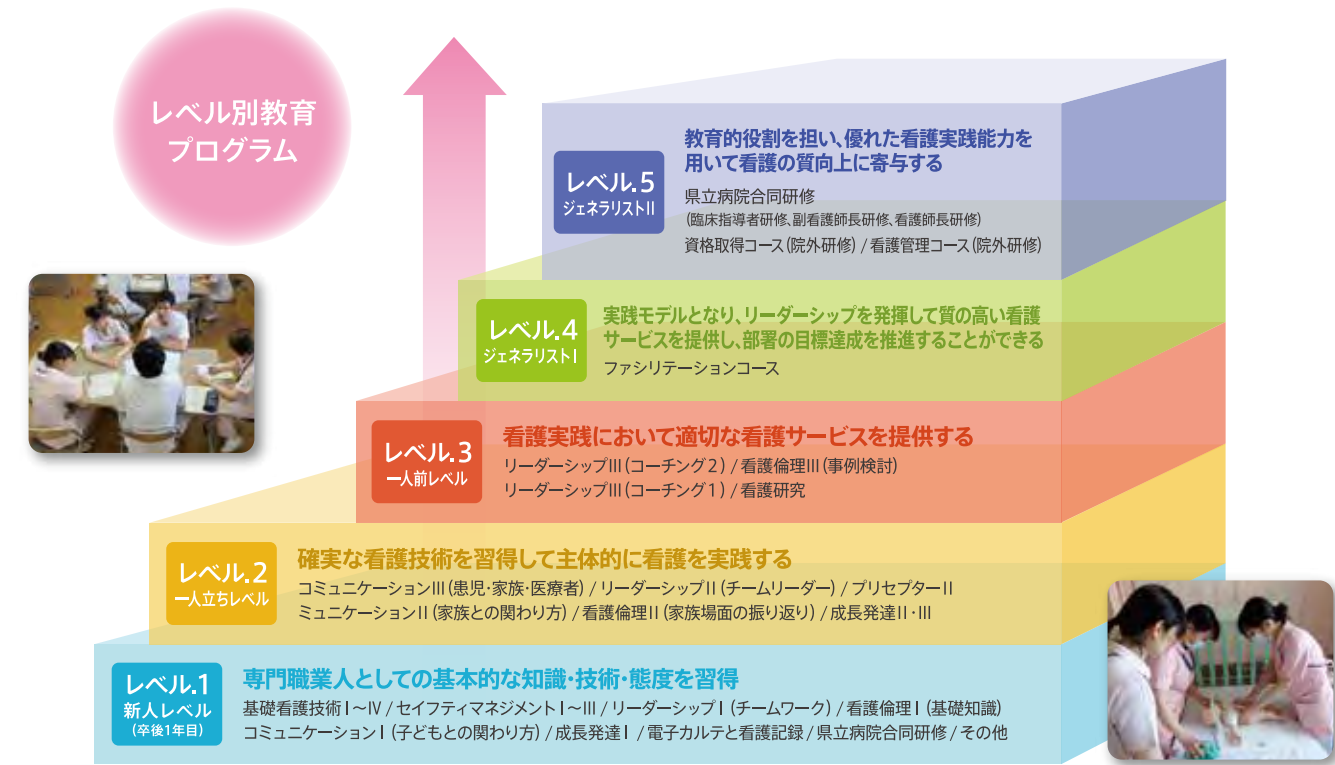 レベル別教育
プログラム
レベル.5
ジェネラリストII
教育的役割を担い、優れた看護実践能力を
用いて看護の質向上に寄与する
県立病院合同研修
(臨床指導者研修、副看護師長研修、看護師長研修)
資格取得コース(院外研修) / 看護管理コース(院外研修)
レベル.4
ジェネラリストI
実践モデルとなり、リーダーシップを発揮して質の高い看護
サービスを提供し、部署の目標達成を推進することができる
ファシリテーションコース
レベル.3
一人前レベル
看護実践において適切な看護サービスを提供する
リーダーシップIII(コーチング2) / 看護倫理III(事例検討)
リーダーシップIII(コーチング1) / 看護研究
レベル.2
一人立ちレベル
確実な看護技術を習得して主体的に看護を実践する
コミュニケーションIII(患児・家族・医療者) / リーダーシップII(チームリーダー) / プリセプターII
ミュニケーションII(家族との関わり方) / 看護倫理II(家族場面の振り返り) / 成長発達II・III
レベル.1
新人レベル
(卒後1年目)
専門職業人としての基本的な知識・技術・態度を習得
基礎看護技術I～IV / セイフティマネジメントI～III / リーダーシップI(チームワーク) / 看護倫理I(基礎知識)
コミュニケーションI(子どもとの関わり方) / 成長発達I / 電子カルテと看護記録 / 県立病院合同研修 / その他